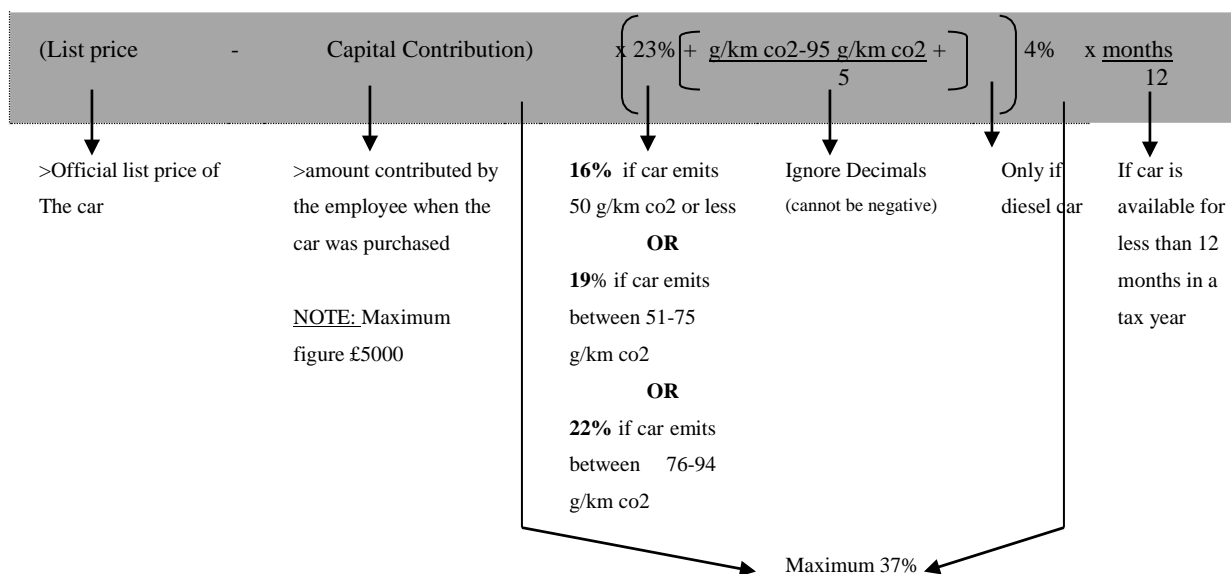 (List price - Capital Contribution) x 23% + g/km co2-95 g/km co2 + 4% x months
5 12
>Official list price of
The car
>amount contributed by
the employee when the
car was purchased
NOTE: Maximum
figure £5000
16% if car emits
50 g/km co2 or less
OR
19% if car emits
between 51-75
g/km co2
OR
22% if car emits
between 76-94
g/km co2
Ignore Decimals
(cannot be negative)
Only if
diesel car
If car is
available for
less than 12
months in a
tax year
Maximum 37%